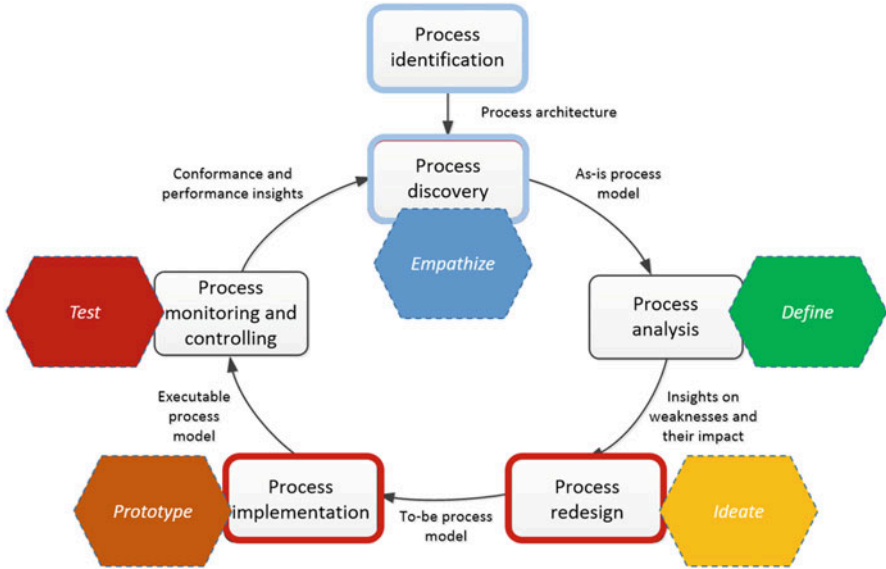 Process
identification
Process architecture
Process
discovery
Conformance and
performance insights
As-is process
model
Empathize
Test
Process
monitoring and
controlling
Process
analysis
Define
Executable
process
model
Insights on
weaknesses and
their impact
Prototype
Process
implementation
To-be process
model
Process
redesign
Ideate